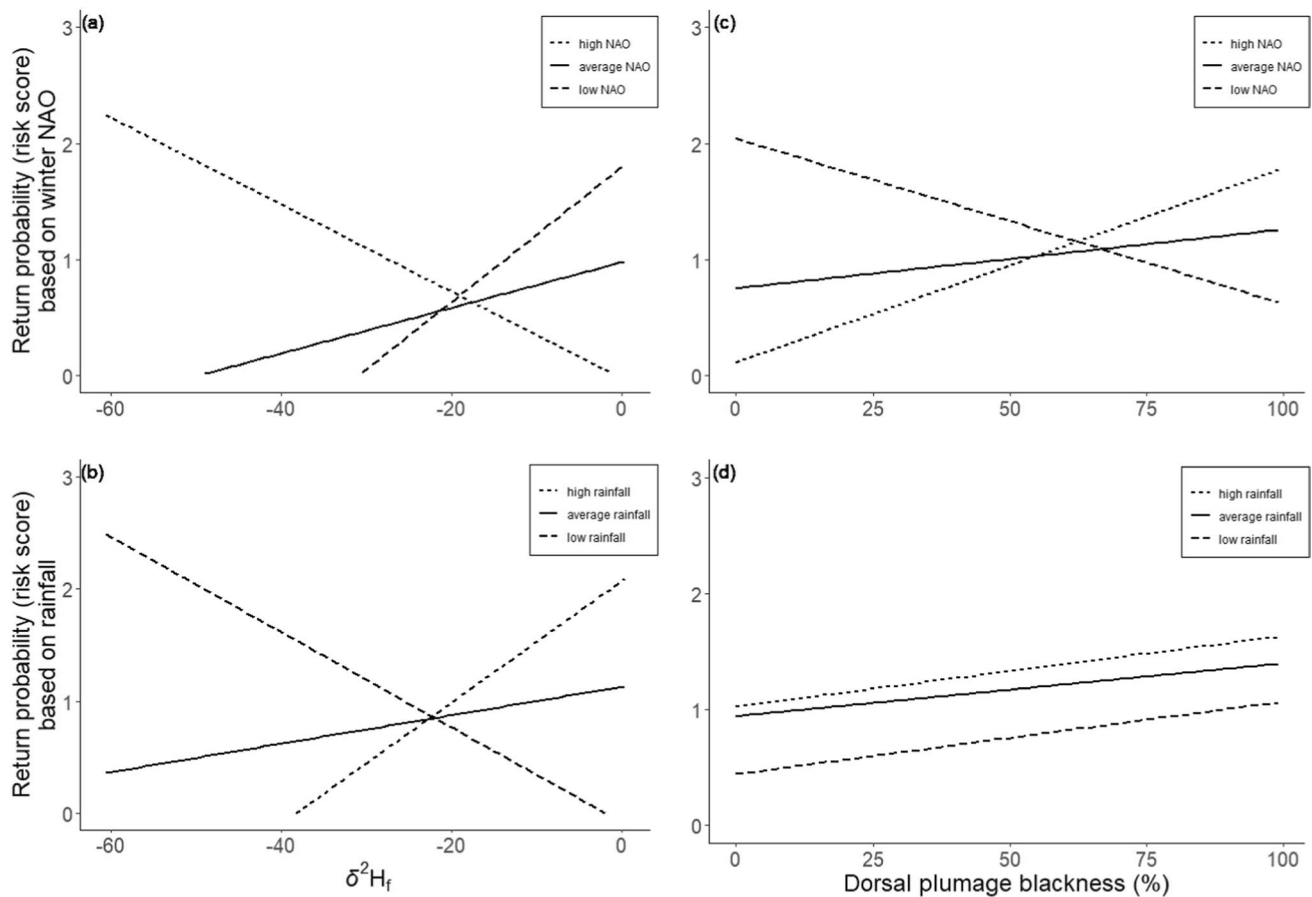 (a)
Return probability (risk score)
based on winter NAO
3
2
1
0
-60
-40
-20
0
high NAO
average NAO
low NAO
(c)
3
2
1
0
0
25
50
75
100
high NAO
average NAO
low NAO
(b)
Return probability (risk score)
based on rainfall
3
2
1
0
-60
-40
-20
0
δ²Hf
high rainfall
average rainfall
low rainfall
(d)
3
2
1
0
0
25
50
75
100
Dorsal plumage blackness (%)
high rainfall
average rainfall
low rainfall